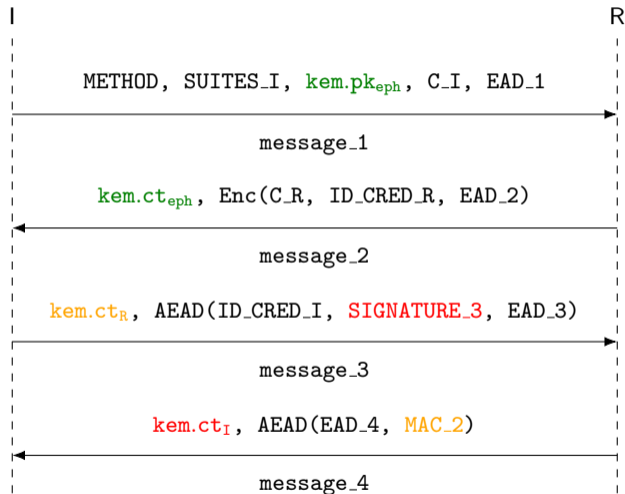 I R
METHOD, SUITES_I, kem.pk_eph, C_I, EAD_1
message_1
kem.ct_eph, Enc(C_R, ID_CRED_R, EAD_2)
message_2
kem.ct_R, AEAD(ID_CRED_I, SIGNATURE_3, EAD_3)
message_3
kem.ct_I, AEAD(EAD_4, MAC_2)
message_4